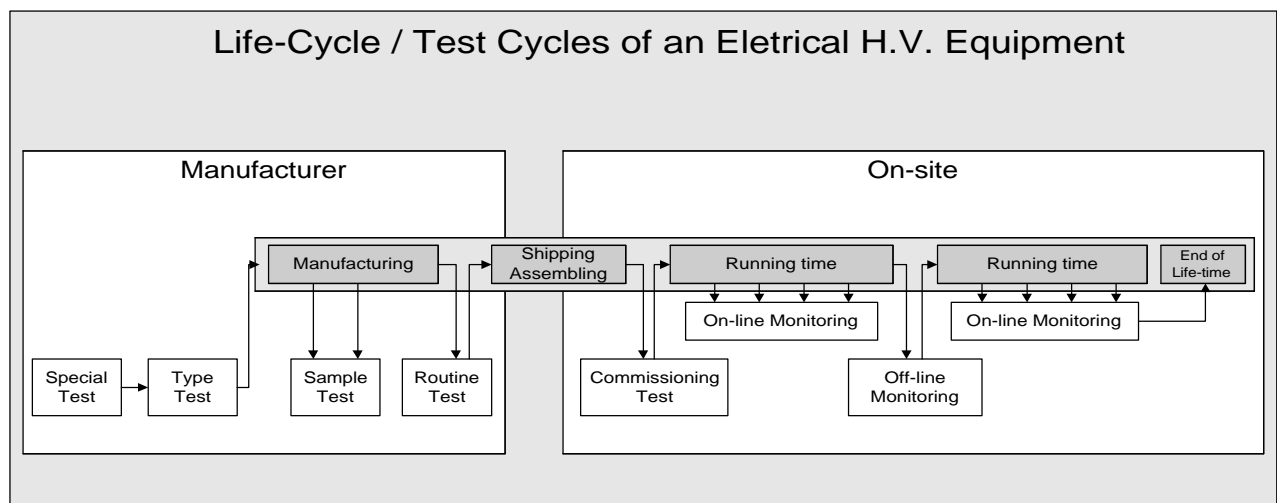 Life-Cycle / Test Cycles of an Eletrical H.V. Equipment
Manufacturer
On-site
Manufacturing
Shipping
Assembling
Running time
Running time
End of
Life-time
On-line Monitoring
On-line Monitoring
Special
Test
Type
Test
Sample
Test
Routine
Test
Commissioning
Test
Off-line
Monitoring